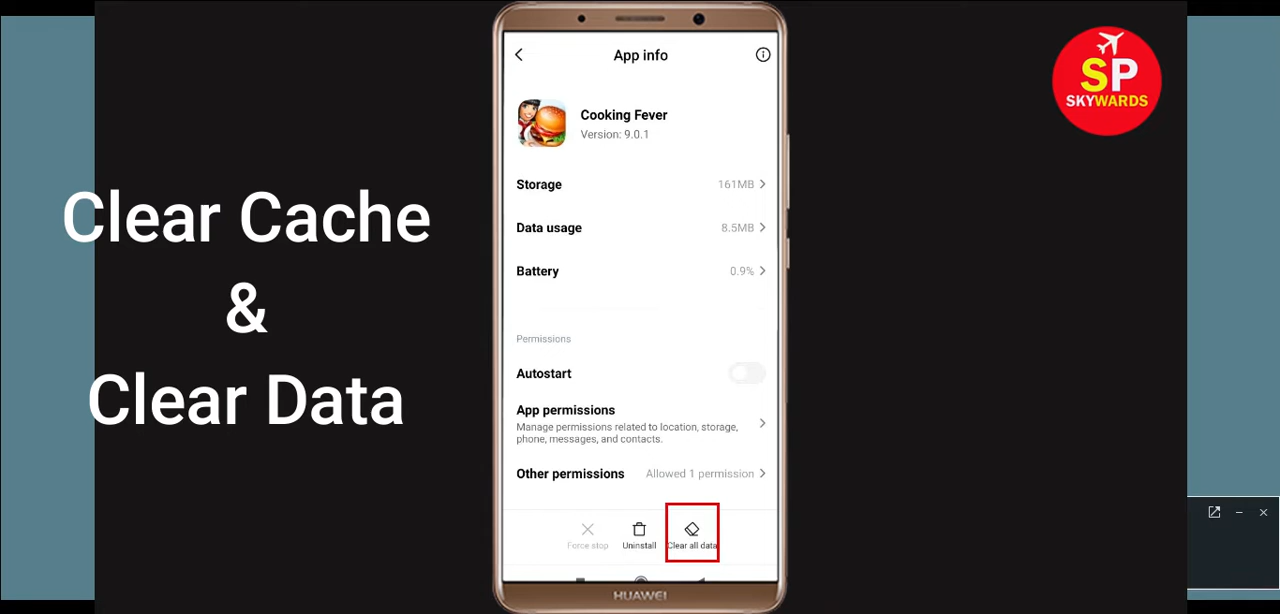 Clear Cache
&
Clear Data
App info
Cooking Fever
Version: 9.0.1
Storage 161MB
Data usage 8.5MB
Battery 0.9%
Permissions
Autostart
App permissions
Manage permissions related to location, storage,
phone, messages, and contacts.
Other permissions Allowed 1 permission
Force stop Uninstall Clear all data
HUAWEI
SP
SKYWARDS